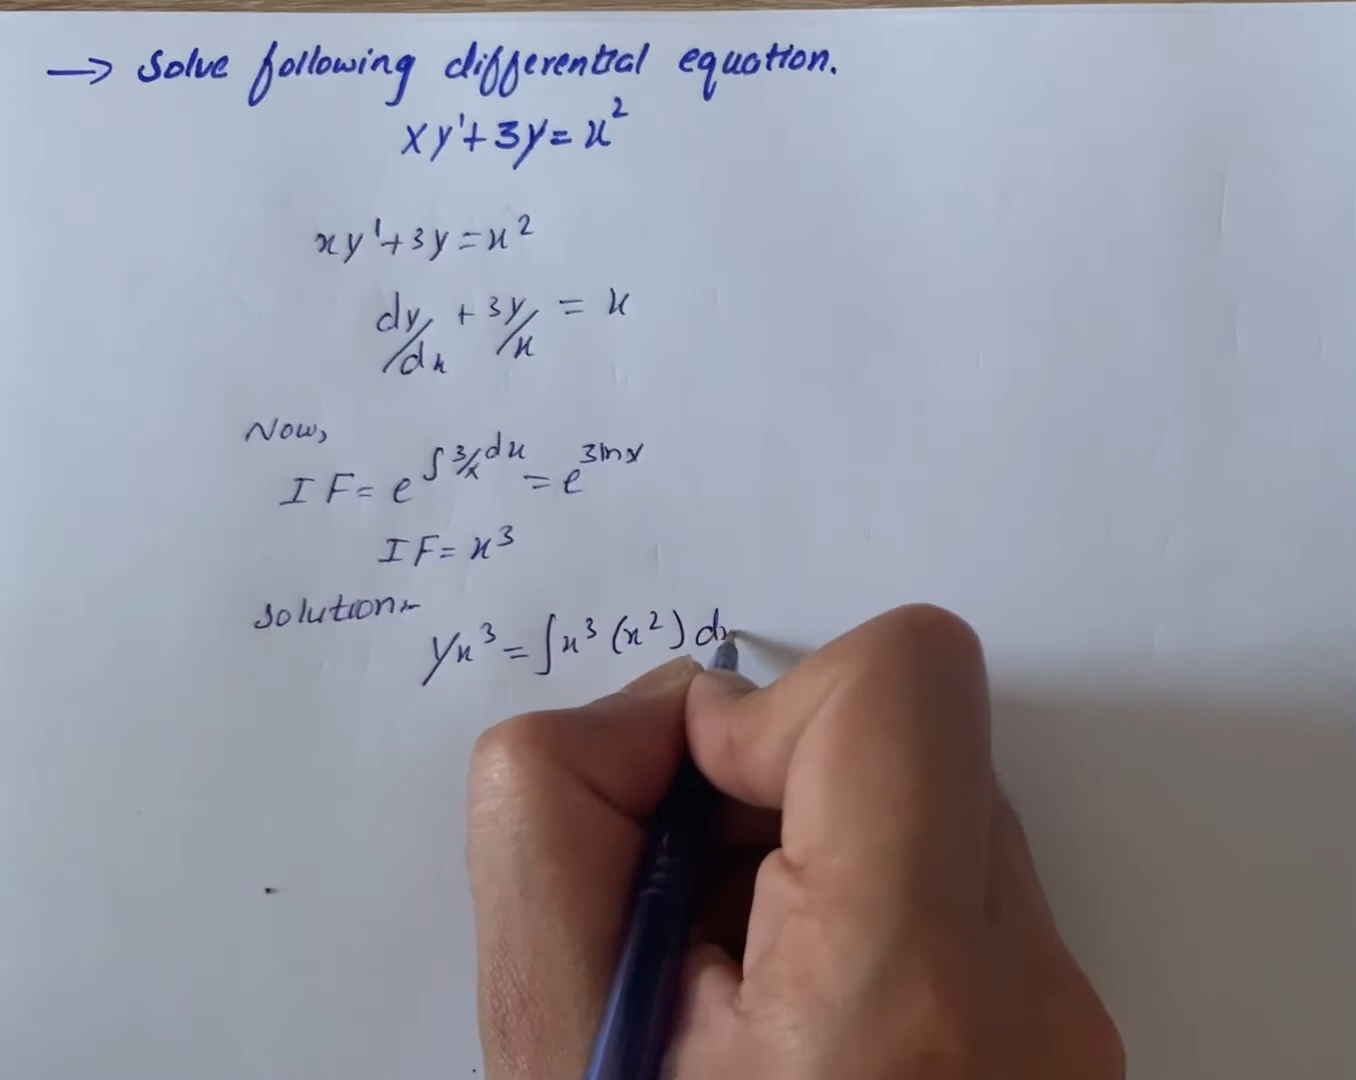 → Solve following differential equation.
xy'+3y=x²
xy'+3y=x²
dy/dx + 3y/x = x
Now,
IF= e^∫3/x dx = e^3lnx
IF= x³
Solution:-
yx³ = ∫x³ (x²) dx